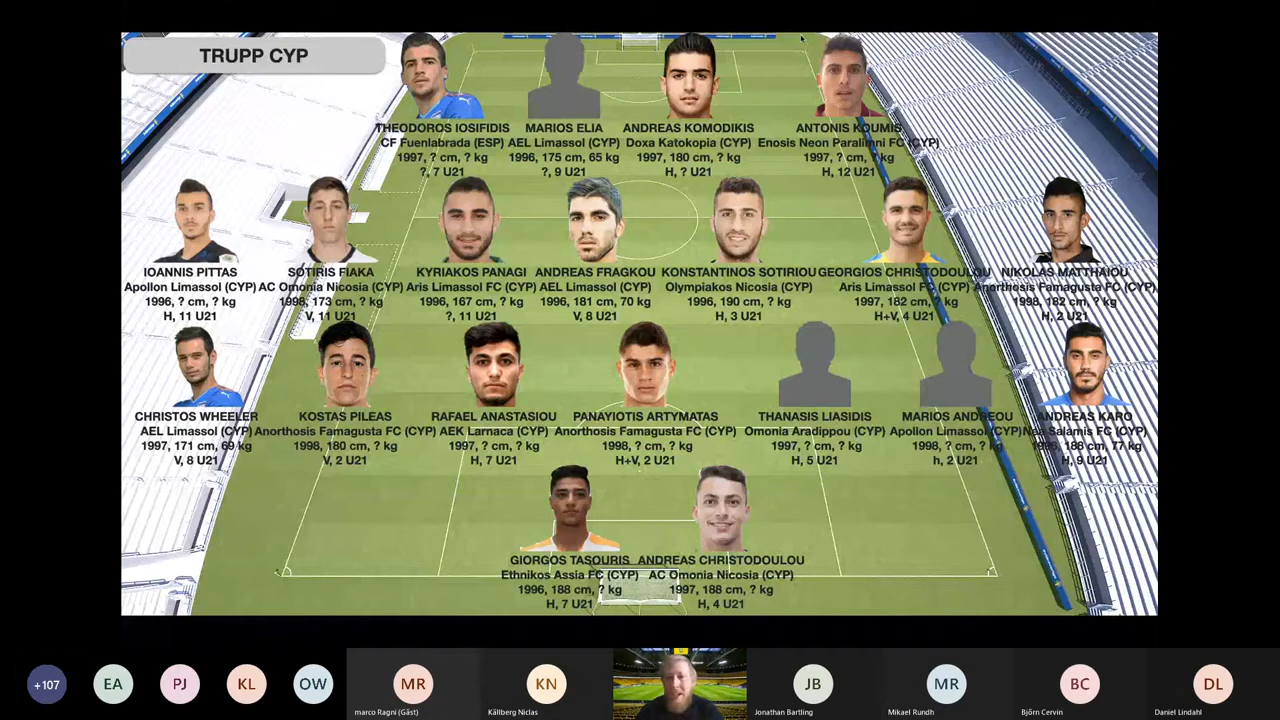 TRUPP CYP
THEODOROS IOSIFIDIS
CF Fuenlabrada (ESP)
1997, ? cm, ? kg
?, 7 U21
MARIOS ELIA
AEL Limassol (CYP)
1996, 175 cm, 65 kg
?, 9 U21
ANDREAS KOMODIKIS
Doxa Katokopia (CYP)
1997, 180 cm, ? kg
H, ? U21
ANTONIS KOUMIS
Enosis Neon Paralimni FC (CYP)
1997, ? cm, ? kg
H, 12 U21
IOANNIS PITTAS
Apollon Limassol (CYP)
1996, ? cm, ? kg
H, 11 U21
SOTIRIS FIAKA
AC Omonia Nicosia (CYP)
1998, 173 cm, ? kg
V, 11 U21
KYRIAKOS PANAGI
Aris Limassol FC (CYP)
1996, 167 cm, ? kg
?, 11 U21
ANDREAS FRAGKOU
AEL Limassol (CYP)
1996, 181 cm, 70 kg
V, 8 U21
KONSTANTINOS SOTIRIOU
Olympiakos Nicosia (CYP)
1996, 190 cm, ? kg
H, 3 U21
GEORGIOS CHRISTODOULOU
Aris Limassol FC (CYP)
1997, 182 cm, ? kg
H+V, 4 U21
NIKOLAS MATTHAIOU
Anorthosis Famagusta FC (CYP)
1998, 182 cm, ? kg
H, 2 U21
CHRISTOS WHEELER
AEL Limassol (CYP)
1997, 171 cm, 69 kg
V, 8 U21
KOSTAS PILEAS
Anorthosis Famagusta FC (CYP)
1998, 180 cm, ? kg
V, 2 U21
RAFAEL ANASTASIOU
AEK Larnaca (CYP)
1997, ? cm, ? kg
H, 7 U21
PANAYIOTIS ARTYMATAS
Anorthosis Famagusta FC (CYP)
1998, ? cm, ? kg
H+V, 2 U21
THANASIS LIASIDIS
Omonia Aradippou (CYP)
1997, ? cm, ? kg
H, 5 U21
MARIOS ANDREOU
Apollon Limassol (CYP)
1998, ? cm, ? kg
h, 2 U21
ANDREAS KARO
Nea Salamis FC (CYP)
1996, 188 cm, 77 kg
H, 9 U21
GIORGOS TASOURIS
Ethnikos Assia FC (CYP)
1996, 188 cm, ? kg
H, 7 U21
ANDREAS CHRISTODOULOU
AC Omonia Nicosia (CYP)
1997, 188 cm, ? kg
H, 4 U21
+107
EA
PJ
KL
OW
MR
marco Ragni (Gäst)
KN
Källberg Niclas
JB
Jonathan Bartling
MR
Mikael Rundh
BC
Björn Cervin
DL
Daniel Lindahl